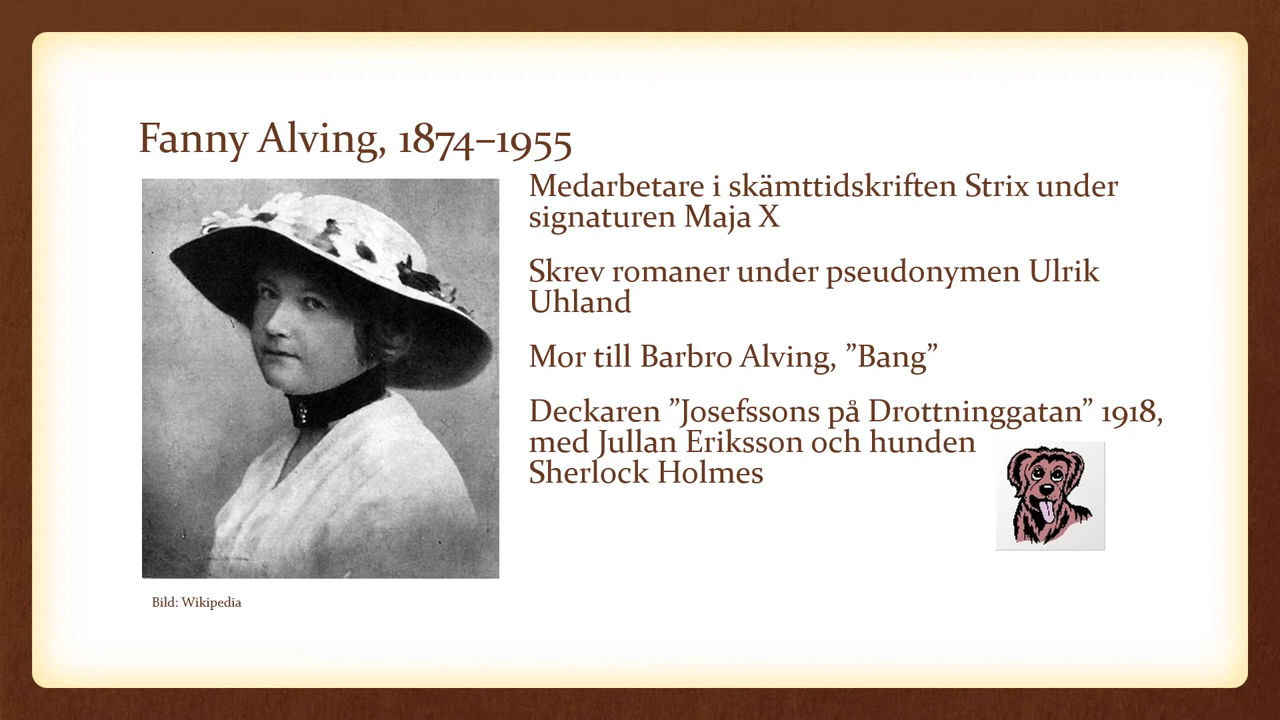 Fanny Alving, 1874–1955
Medarbetare i skämttidskriften Strix under
signaturen Maja X
Skrev romaner under pseudonymen Ulrik
Uhland
Mor till Barbro Alving, ”Bang”
Deckaren ”Josefssons på Drottninggatan” 1918,
med Jullan Eriksson och hunden
Sherlock Holmes
Bild: Wikipedia